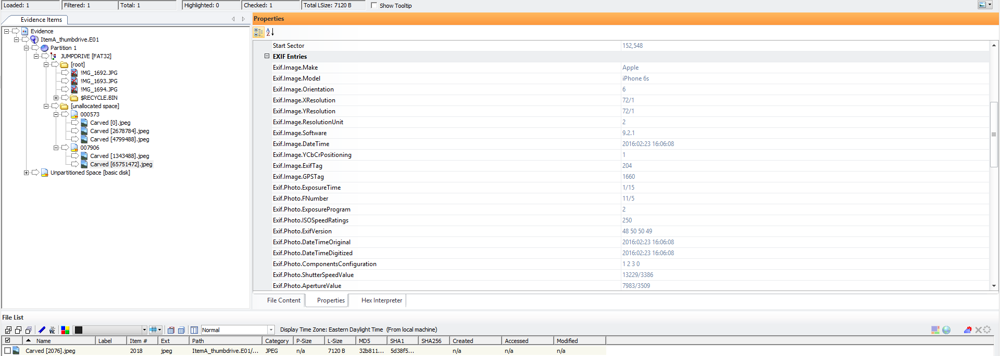 Loaded: 1 Filtered: 1 Total: 1 Highlighted: 0 Checked: 1 Total LSize: 7120 B Show Tooltip
Evidence Items
Evidence
ItemA_thumbdrive.E01
Partition 1
JUMPDRIVE [FAT32]
[root]
!MG_1692.JPG
!MG_1693.JPG
!MG_1694.JPG
$RECYCLE.BIN
[unallocated space]
000573
Carved [0].jpeg
Carved [2678784].jpeg
Carved [4799488].jpeg
007906
Carved [1343488].jpeg
Carved [65751472].jpeg
Unpartitioned Space [basic disk]
Properties
A
Z
Start Sector 152,548
EXIF Entries
Exif.Image.Make Apple
Exif.Image.Model iPhone 6s
Exif.Image.Orientation 6
Exif.Image.XResolution 72/1
Exif.Image.YResolution 72/1
Exif.Image.ResolutionUnit 2
Exif.Image.Software 9.2.1
Exif.Image.DateTime 2016:02:23 16:06:08
Exif.Image.YCbCrPositioning 1
Exif.Image.ExifTag 204
Exif.Image.GPSTag 1660
Exif.Photo.ExposureTime 1/15
Exif.Photo.FNumber 11/5
Exif.Photo.ExposureProgram 2
Exif.Photo.ISOSpeedRatings 250
Exif.Photo.ExifVersion 48 50 50 49
Exif.Photo.DateTimeOriginal 2016:02:23 16:06:08
Exif.Photo.DateTimeDigitized 2016:02:23 16:06:08
Exif.Photo.ComponentsConfiguration 1 2 3 0
Exif.Photo.ShutterSpeedValue 13229/3386
Exif.Photo.ApertureValue 7983/3509
File Content Properties Hex Interpreter
File List
VIC Normal Display Time Zone: Eastern Daylight Time (From local machine)
Name Label Item # Ext Path Category P-Size L-Size MD5 SHA1 SHA256 Created Accessed Modified
Carved [2076].jpeg 2018 jpeg ItemA_thumbdrive.E01/... JPEG n/a 7120 B 32b811... 5d38f5... n/a n/a n/a